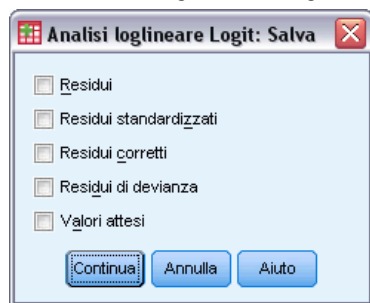 Analisi loglineare Logit: Salva
Residui
Residui standardizzati
Residui corretti
Residui di devianza
Valori attesi
Continua Annulla Aiuto